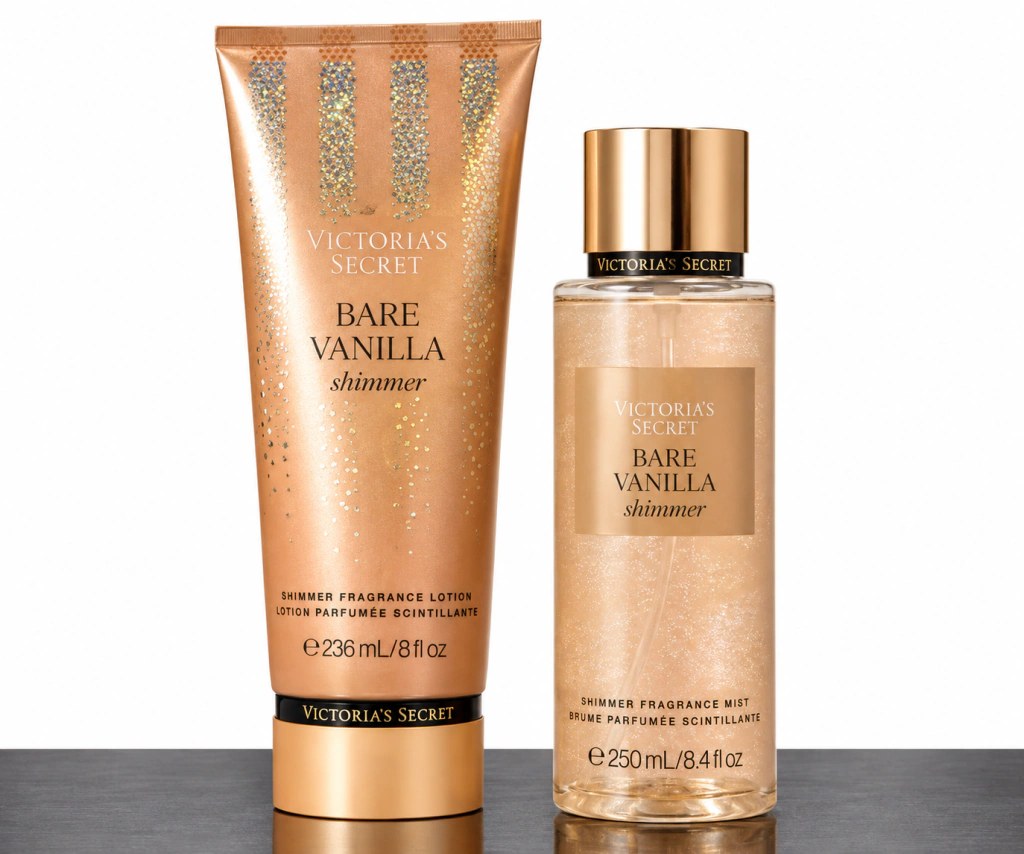 VICTORIA'S
SECRET
BARE
VANILLA
shimmer
SHIMMER FRAGRANCE LOTION
LOTION PARFUMÉE SCINTILLANTE
℮ 236 mL/8 fl oz
VICTORIA'S SECRET
VICTORIA'S SECRET
VICTORIA'S
SECRET
BARE
VANILLA
shimmer
SHIMMER FRAGRANCE MIST
BRUME PARFUMÉE SCINTILLANTE
℮ 250 mL/8.4 fl oz